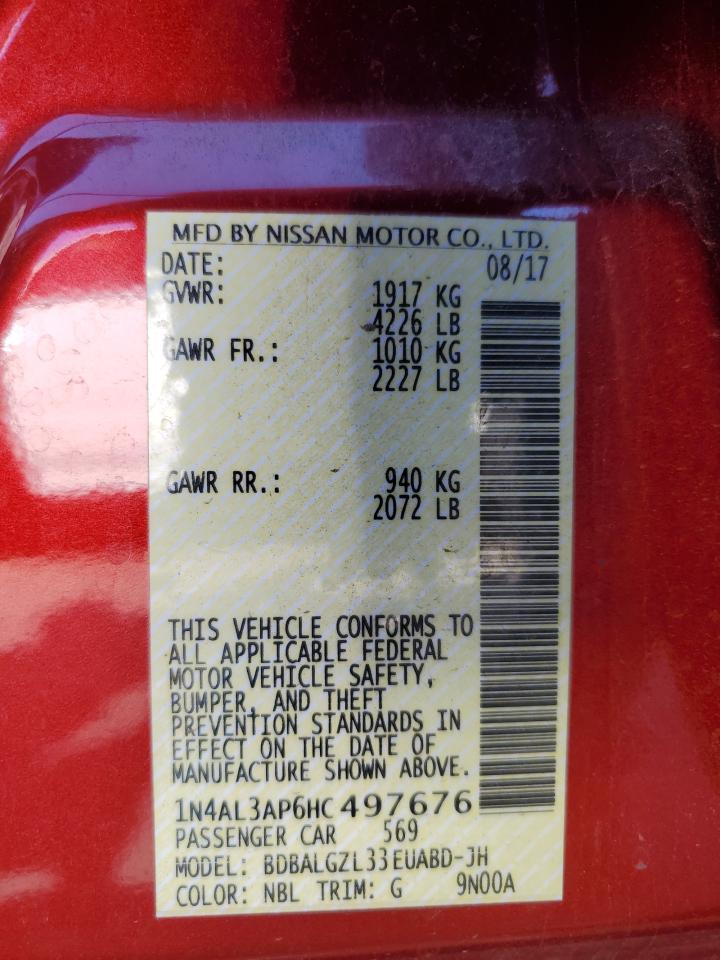 MFD BY NISSAN MOTOR CO., LTD.
DATE: 08/17
GVWR: 1917 KG
4226 LB
GAWR FR.: 1010 KG
2227 LB
GAWR RR.: 940 KG
2072 LB
THIS VEHICLE CONFORMS TO
ALL APPLICABLE FEDERAL
MOTOR VEHICLE SAFETY,
BUMPER, AND THEFT
PREVENTION STANDARDS IN
EFFECT ON THE DATE OF
MANUFACTURE SHOWN ABOVE.
1N4AL3AP6HC497676
PASSENGER CAR 569
MODEL: BDBALGZL33EUABD-JH
COLOR: NBL TRIM: G 9N00A